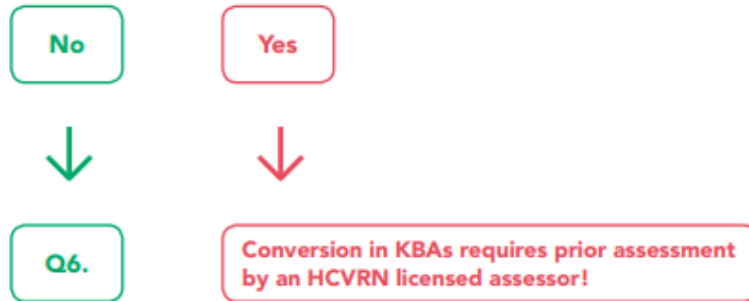 No
Yes
Q6.
Conversion in KBAs requires prior assessment
by an HCVRN licensed assessor!